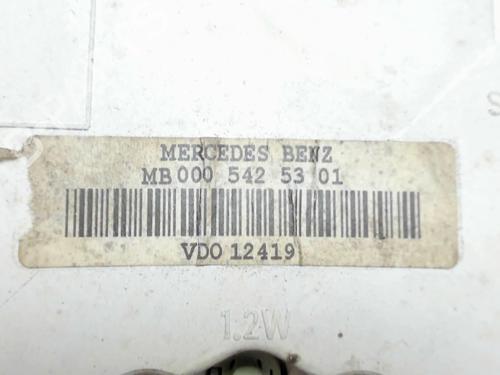 MERCEDES BENZ
MB 000 542 53 01
VDO 12419
1.2W